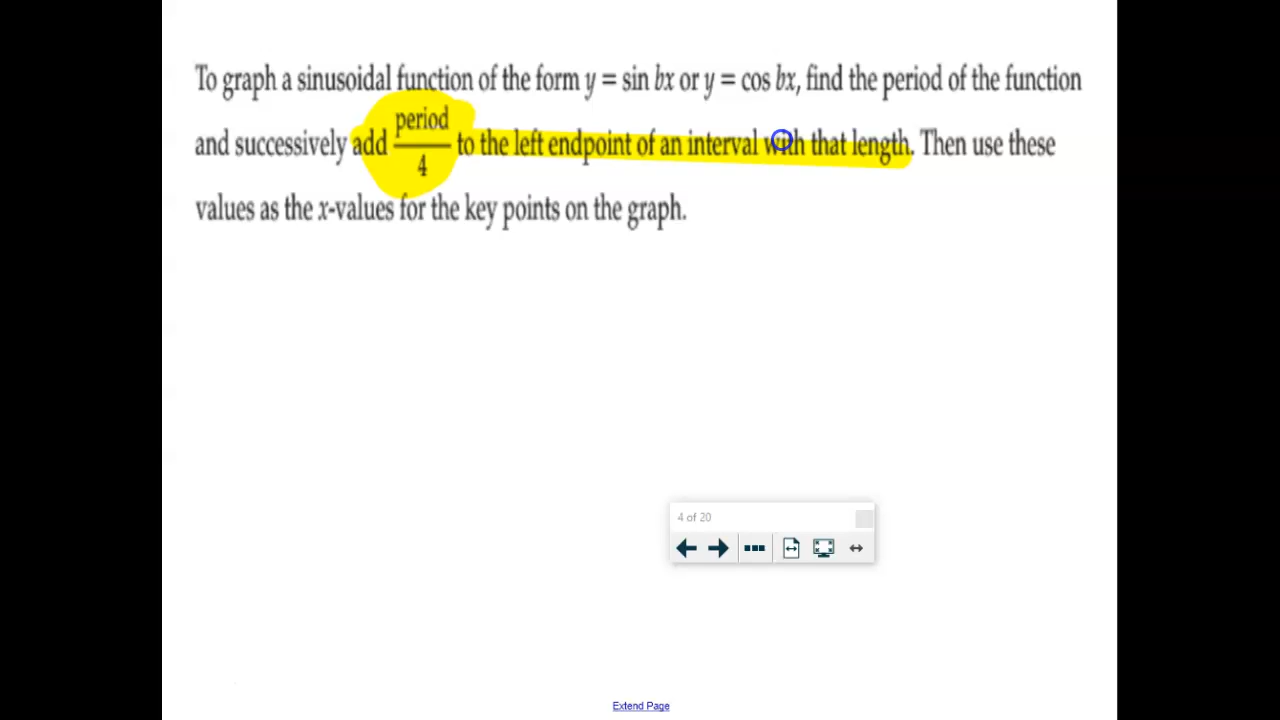 To graph a sinusoidal function of the form y = sin bx or y = cos bx, find the period of the function
and successively add period/4 to the left endpoint of an interval with that length. Then use these
values as the x-values for the key points on the graph.
4 of 20
Extend Page